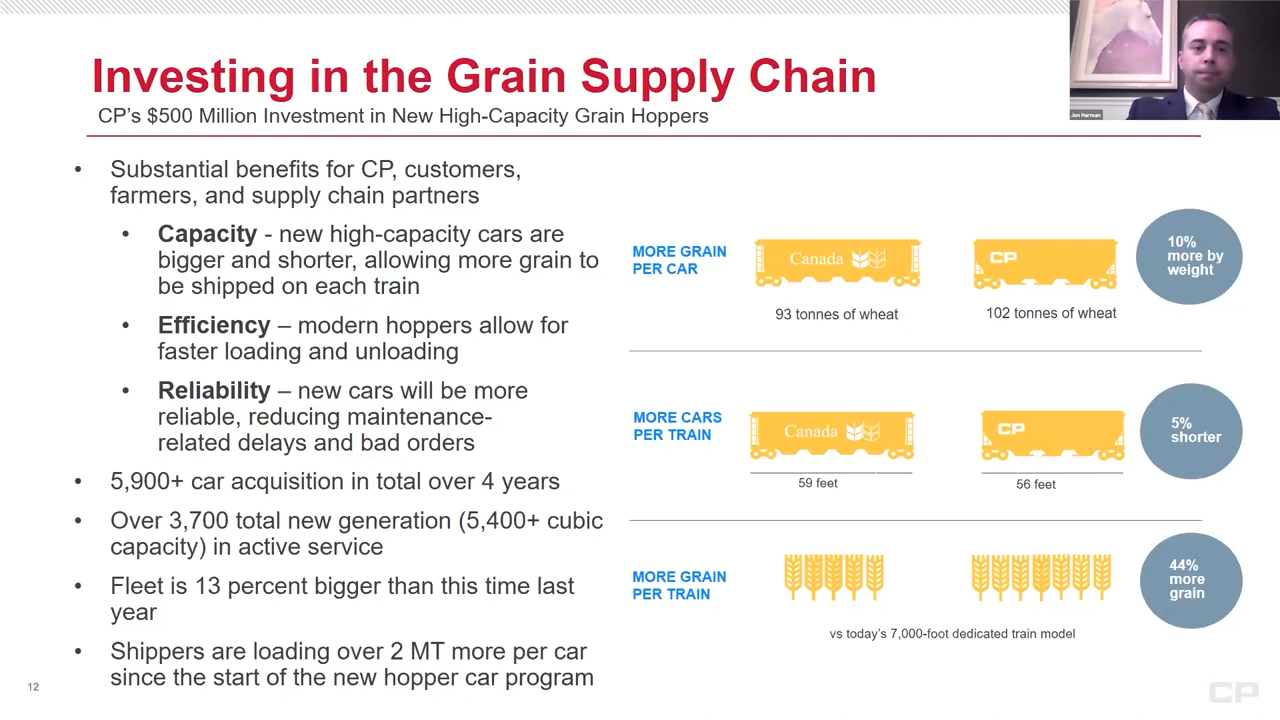 Investing in the Grain Supply Chain
CP's $500 Million Investment in New High-Capacity Grain Hoppers
Jon Harman
• Substantial benefits for CP, customers,
farmers, and supply chain partners
• Capacity - new high-capacity cars are
bigger and shorter, allowing more grain to
be shipped on each train
• Efficiency – modern hoppers allow for
faster loading and unloading
• Reliability – new cars will be more
reliable, reducing maintenance-
related delays and bad orders
• 5,900+ car acquisition in total over 4 years
• Over 3,700 total new generation (5,400+ cubic
capacity) in active service
• Fleet is 13 percent bigger than this time last
year
• Shippers are loading over 2 MT more per car
since the start of the new hopper car program
MORE GRAIN
PER CAR
Canada
CP
93 tonnes of wheat
102 tonnes of wheat
10%
more by
weight
MORE CARS
PER TRAIN
Canada
CP
59 feet
56 feet
5%
shorter
MORE GRAIN
PER TRAIN
44%
more
grain
vs today's 7,000-foot dedicated train model
12
CP